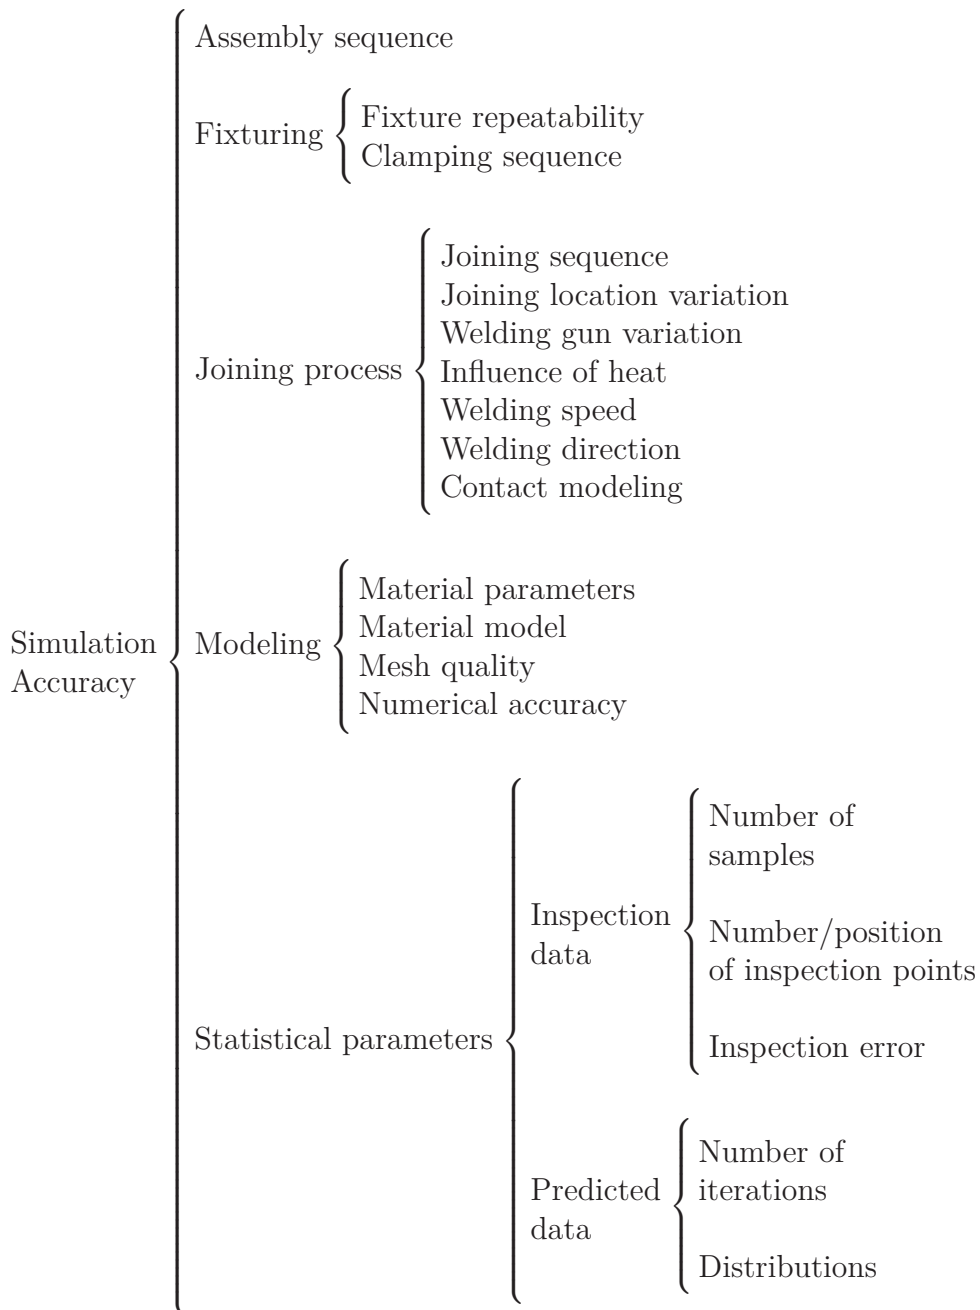 Simulation
Accuracy
Assembly sequence
Fixturing
Fixture repeatability
Clamping sequence
Joining process
Joining sequence
Joining location variation
Welding gun variation
Influence of heat
Welding speed
Welding direction
Contact modeling
Modeling
Material parameters
Material model
Mesh quality
Numerical accuracy
Statistical parameters
Inspection
data
Number of
samples
Number/position
of inspection points
Inspection error
Predicted
data
Number of
iterations
Distributions